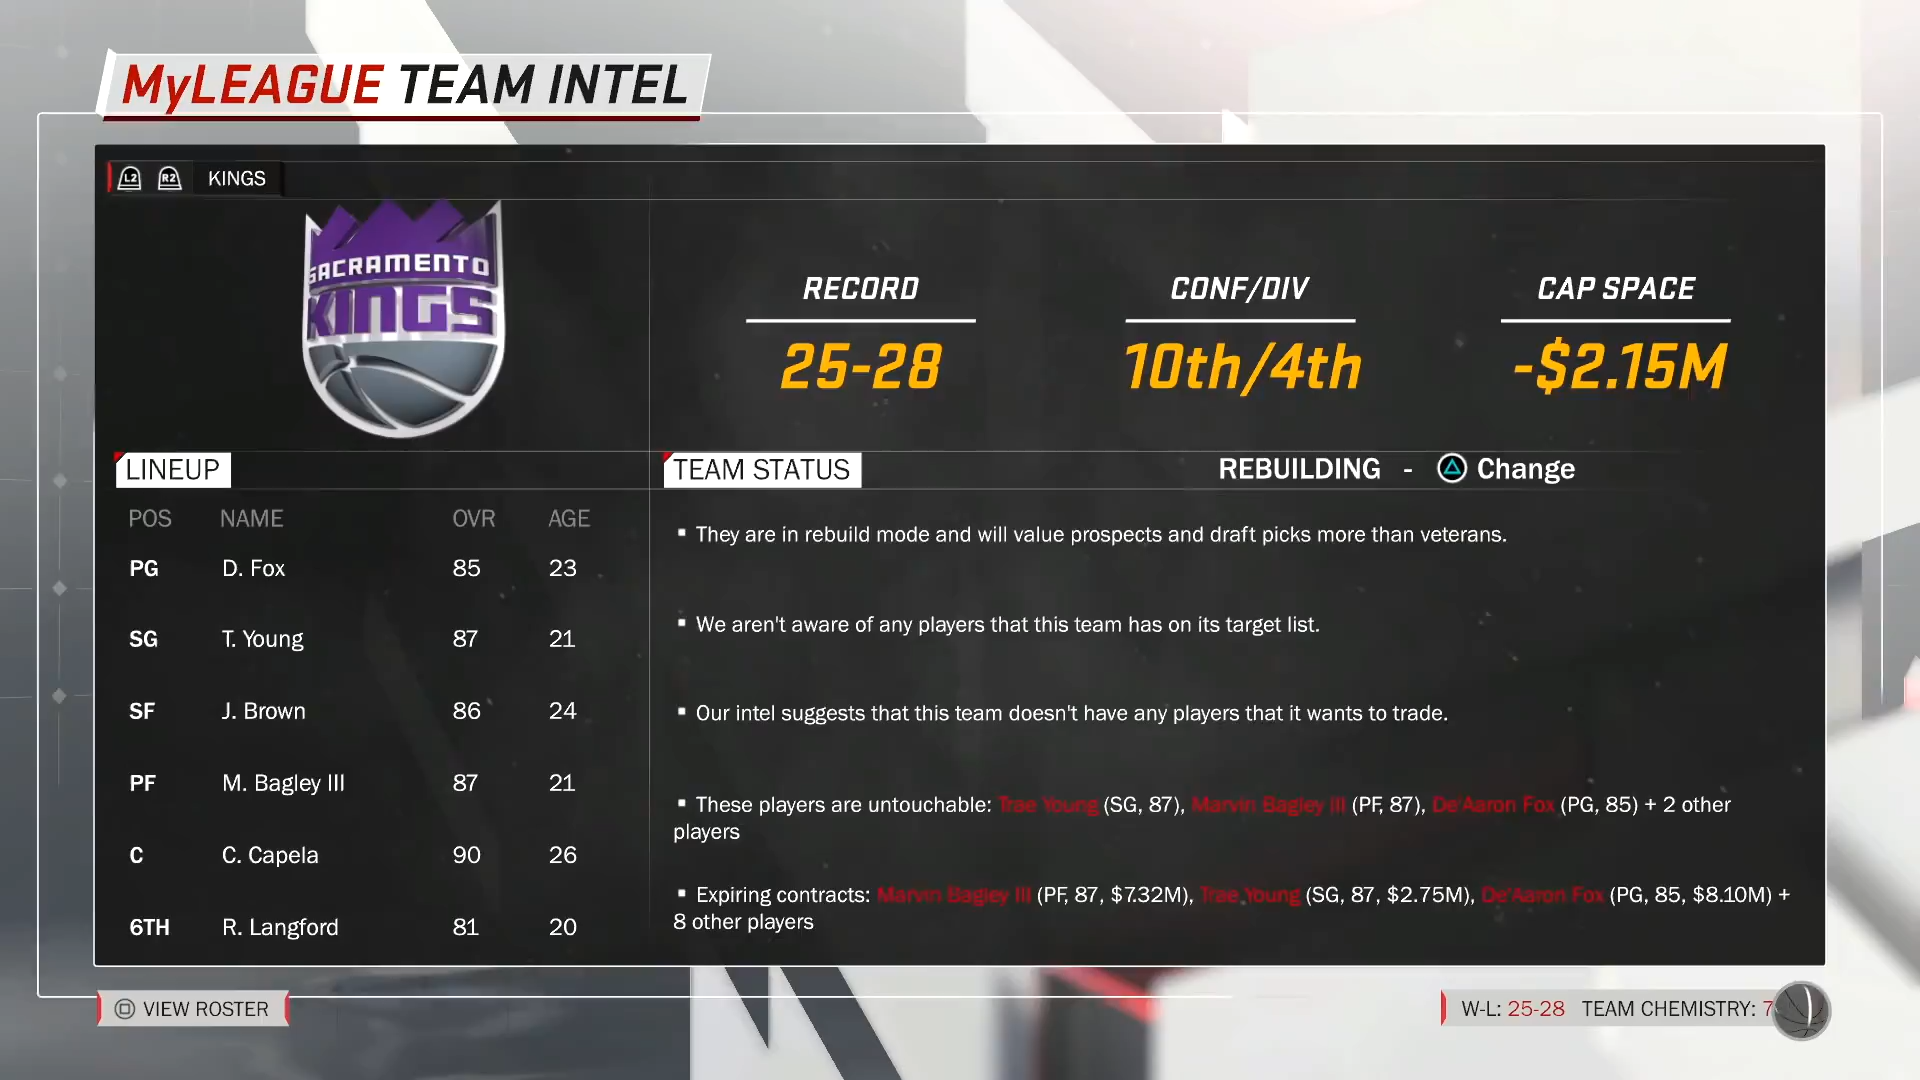 MyLEAGUE TEAM INTEL
L2 R2 KINGS
SACRAMENTO
KINGS
RECORD CONF/DIV CAP SPACE
25-28 10th/4th -$2.15M
LINEUP
POS NAME OVR AGE
PG D. Fox 85 23
SG T. Young 87 21
SF J. Brown 86 24
PF M. Bagley III 87 21
C C. Capela 90 26
6TH R. Langford 81 20
TEAM STATUS REBUILDING - Change
▪ They are in rebuild mode and will value prospects and draft picks more than veterans.
▪ We aren't aware of any players that this team has on its target list.
▪ Our intel suggests that this team doesn't have any players that it wants to trade.
▪ These players are untouchable: Trae Young (SG, 87), Marvin Bagley III (PF, 87), De'Aaron Fox (PG, 85) + 2 other
players
▪ Expiring contracts: Marvin Bagley III (PF, 87, $7.32M), Trae Young (SG, 87, $2.75M), De'Aaron Fox (PG, 85, $8.10M) +
8 other players
VIEW ROSTER
W-L: 25-28 TEAM CHEMISTRY: 7